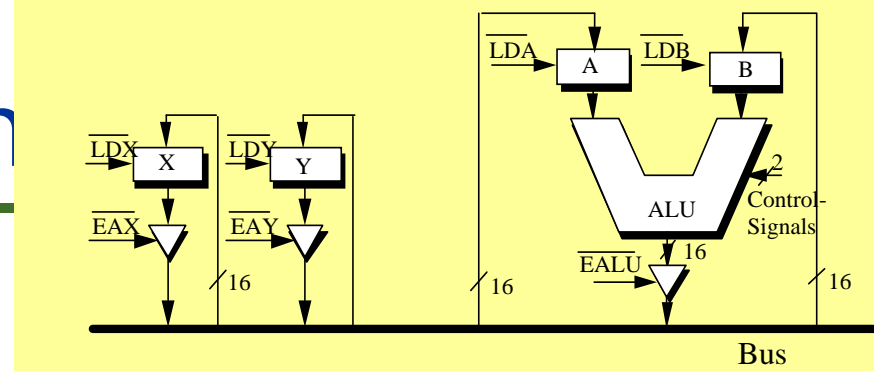 LDA
A
LDB
B
LDX
X
LDY
Y
2
Control-
Signals
ALU
EAX
EAY
16
EALU
16
16
16
Bus